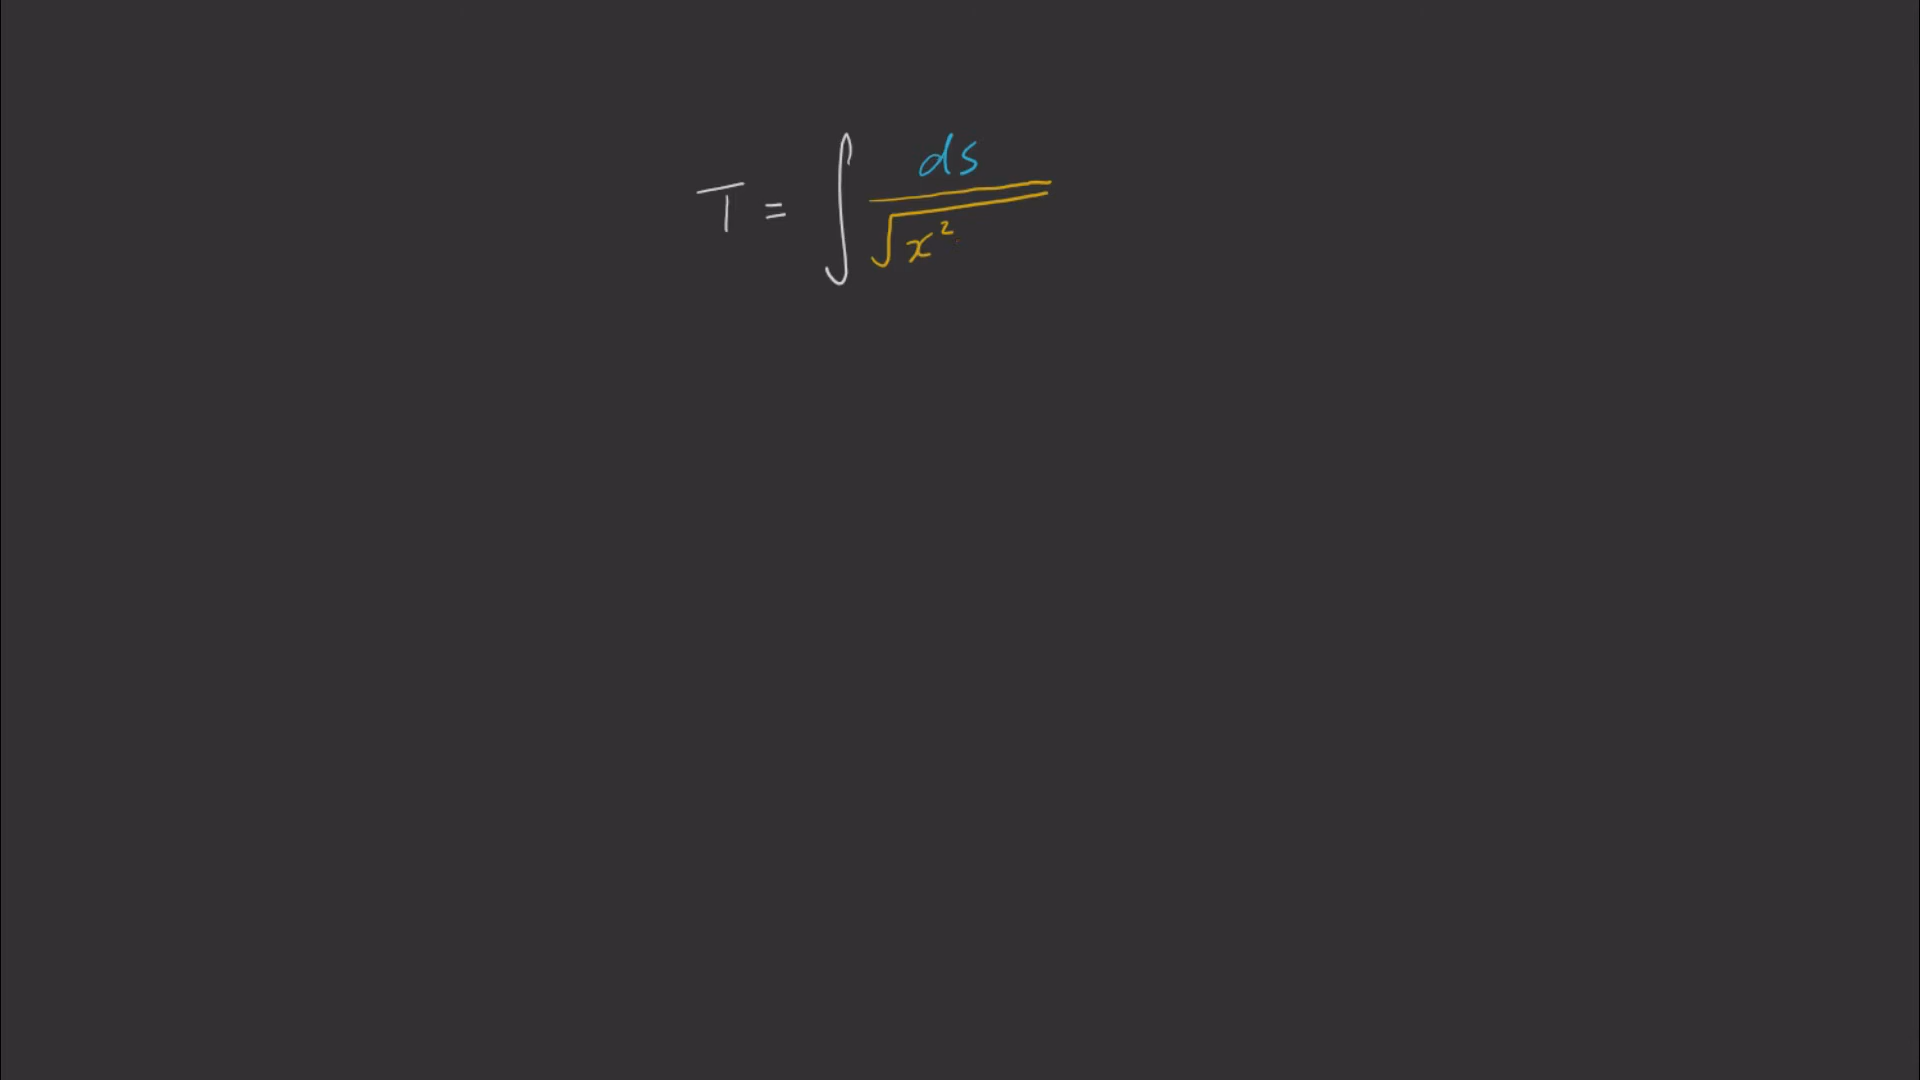 T = ∫ ds / √x²